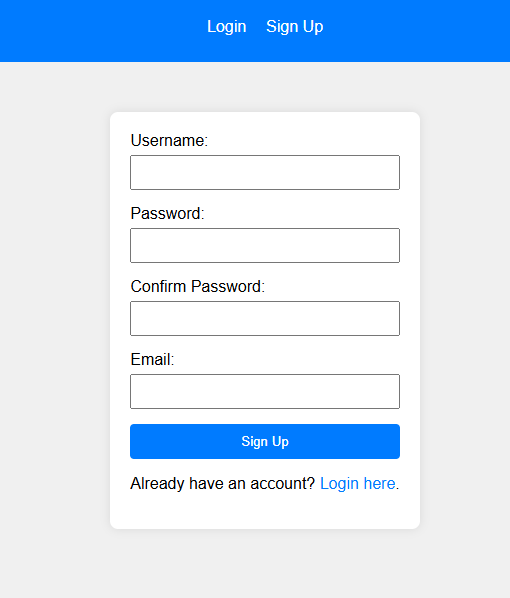 Login Sign Up
Username:
Password:
Confirm Password:
Email:
Sign Up
Already have an account? Login here.